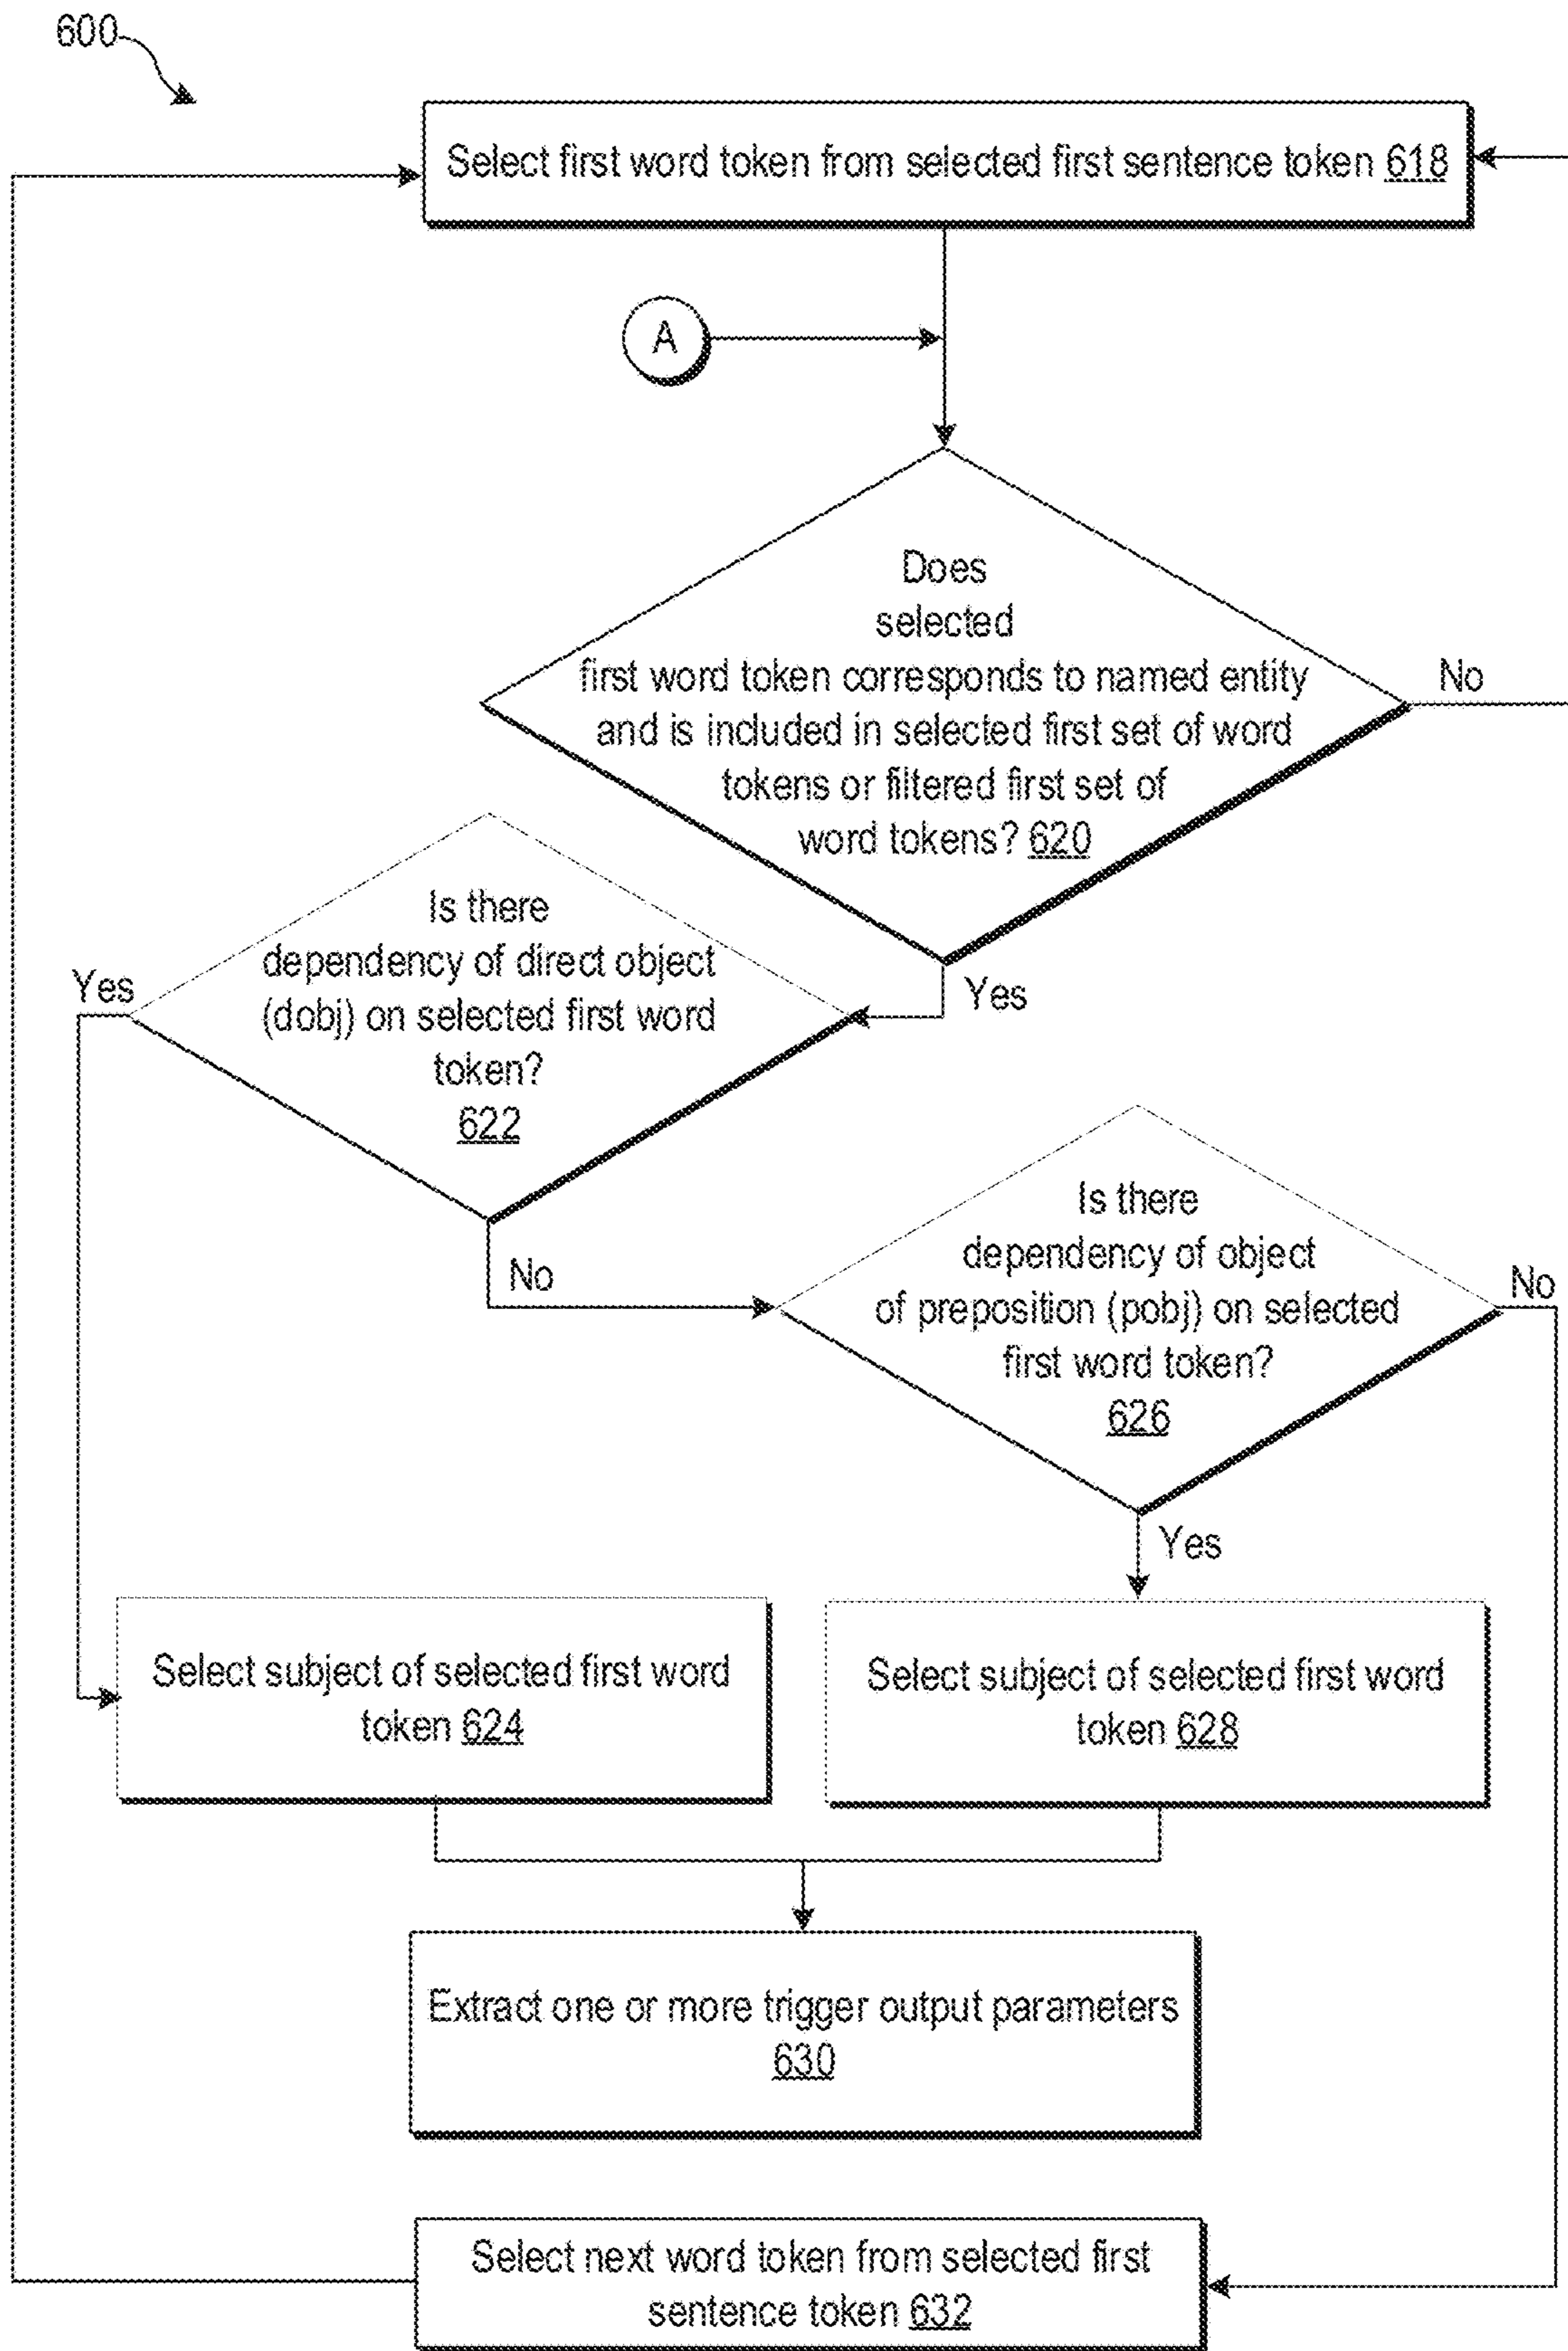 600
Select first word token from selected first sentence token 618
A
Does
selected
first word token corresponds to named entity
and is included in selected first set of word
tokens or filtered first set of
word tokens? 620
No
Yes
Is there
dependency of direct object
(dobj) on selected first word
token?
622
Yes
No
Is there
dependency of object
of preposition (pobj) on selected
first word token?
626
No
Yes
Select subject of selected first word
token 624
Select subject of selected first word
token 628
Extract one or more trigger output parameters
630
Select next word token from selected first
sentence token 632